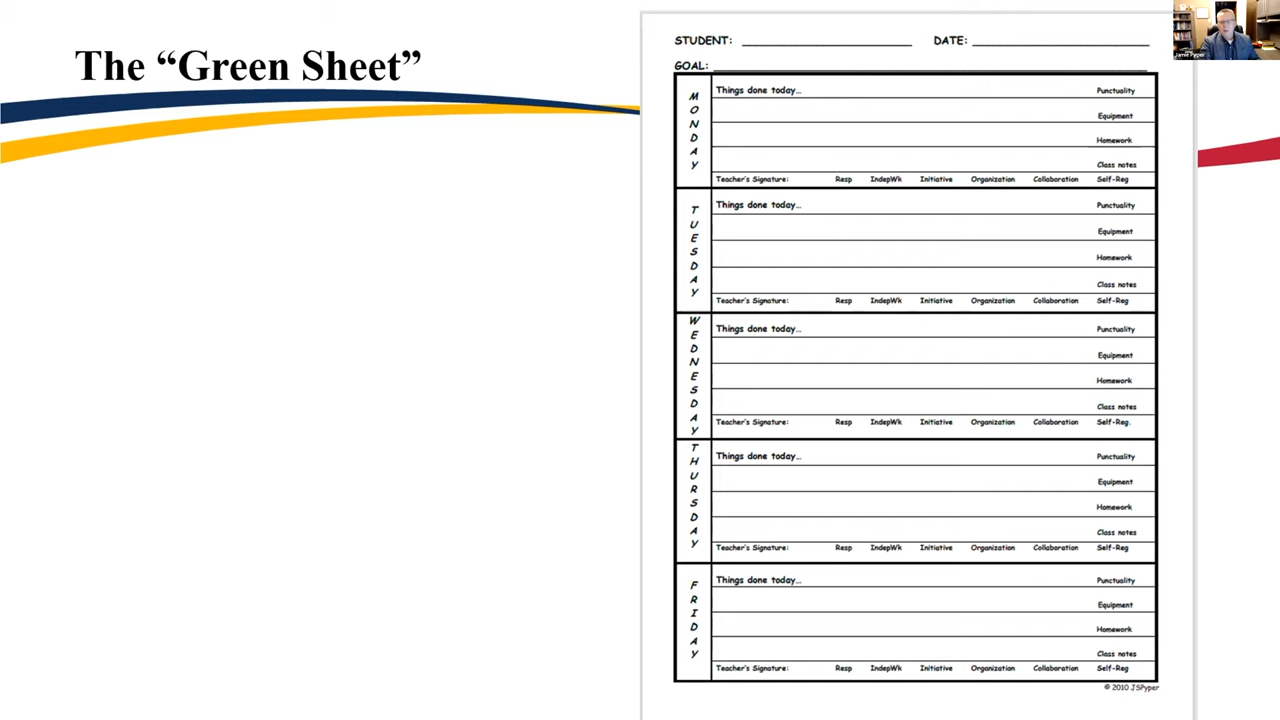 The “Green Sheet”
Jamie Pyper
STUDENT: ____________________ DATE: ____________________
GOAL: ____________________
MONDAY
Things done today… Punctuality
Equipment
Homework
Class notes
Teacher's Signature: Resp IndepWk Initiative Organization Collaboration Self-Reg
TUESDAY
Things done today… Punctuality
Equipment
Homework
Class notes
Teacher's Signature: Resp IndepWk Initiative Organization Collaboration Self-Reg
WEDNESDAY
Things done today… Punctuality
Equipment
Homework
Class notes
Teacher's Signature: Resp IndepWk Initiative Organization Collaboration Self-Reg.
THURSDAY
Things done today… Punctuality
Equipment
Homework
Class notes
Teacher's Signature: Resp IndepWk Initiative Organization Collaboration Self-Reg
FRIDAY
Things done today… Punctuality
Equipment
Homework
Class notes
Teacher's Signature: Resp IndepWk Initiative Organization Collaboration Self-Reg
© 2010 JSPyper